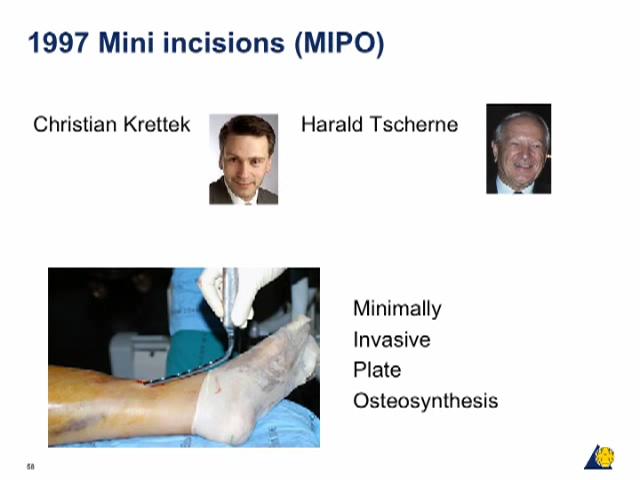 1997 Mini incisions (MIPO)
Christian Krettek
Harald Tscherne
Minimally
Invasive
Plate
Osteosynthesis
58